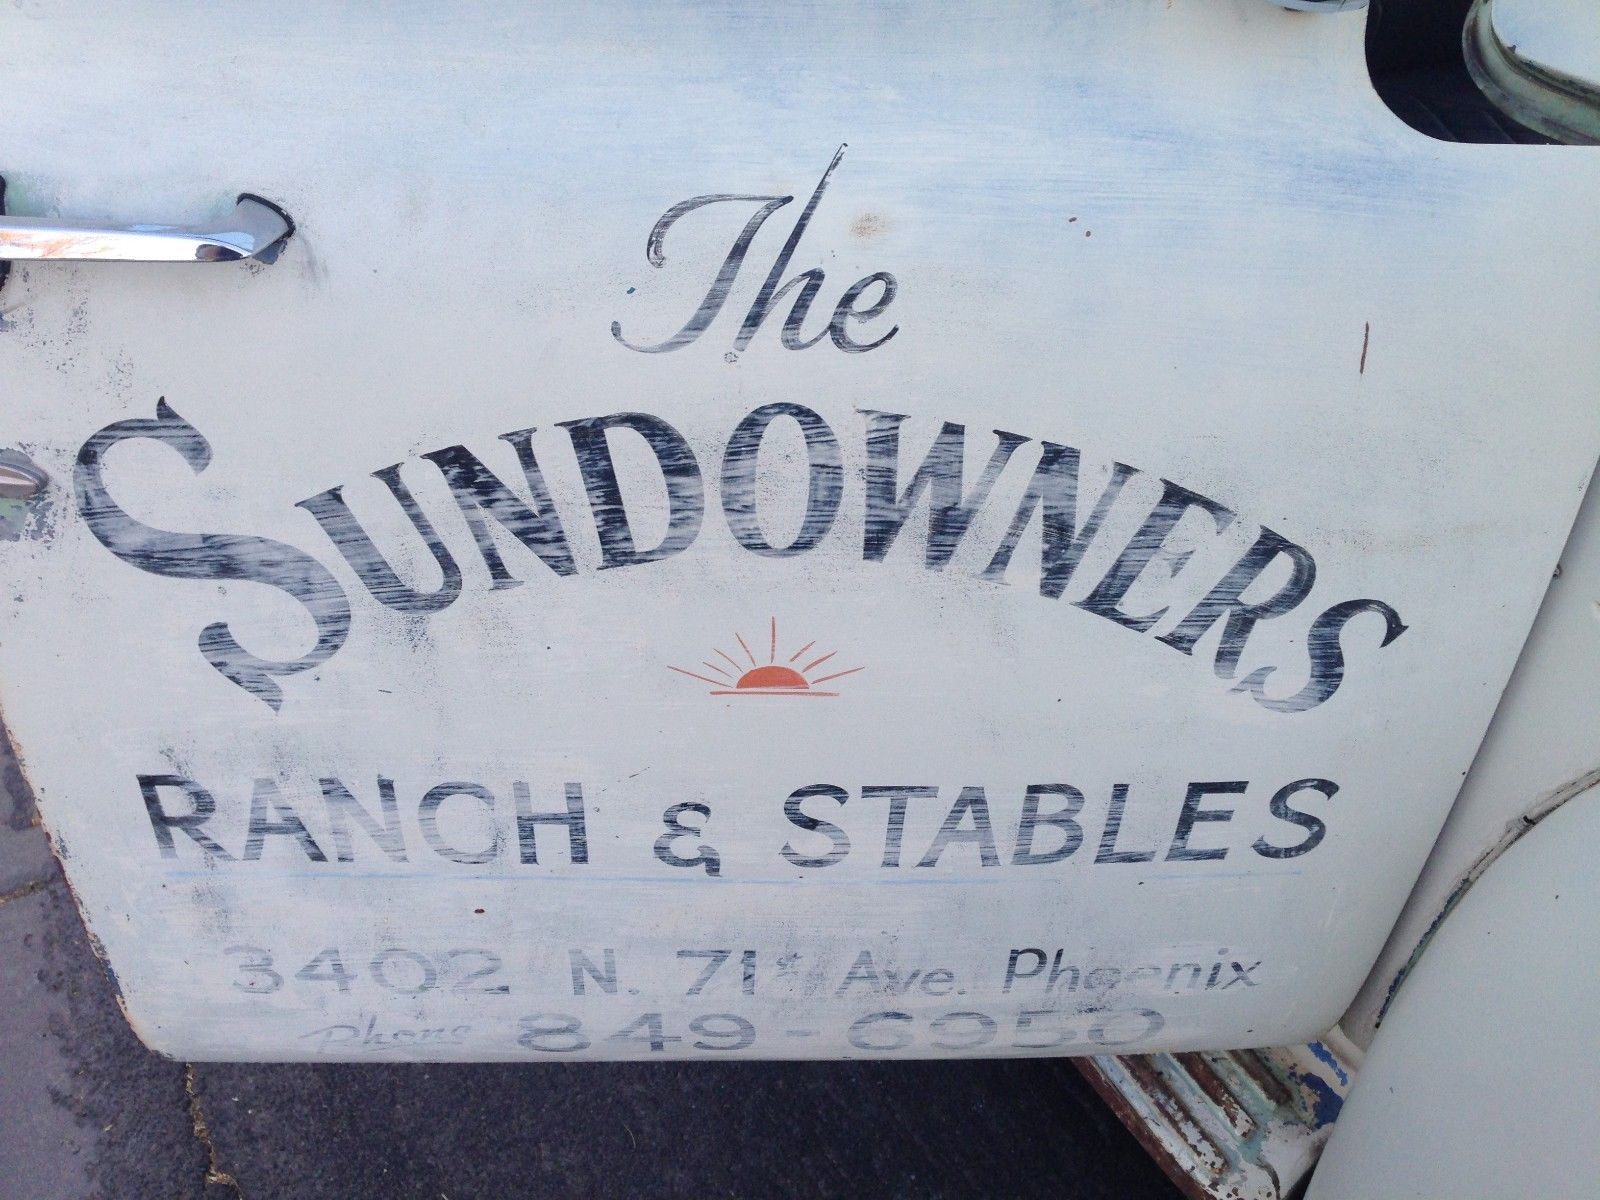 The
SUNDOWNERS
RANCH & STABLES
3402 N. 71st Ave. Phoenix
Phone 849-6950